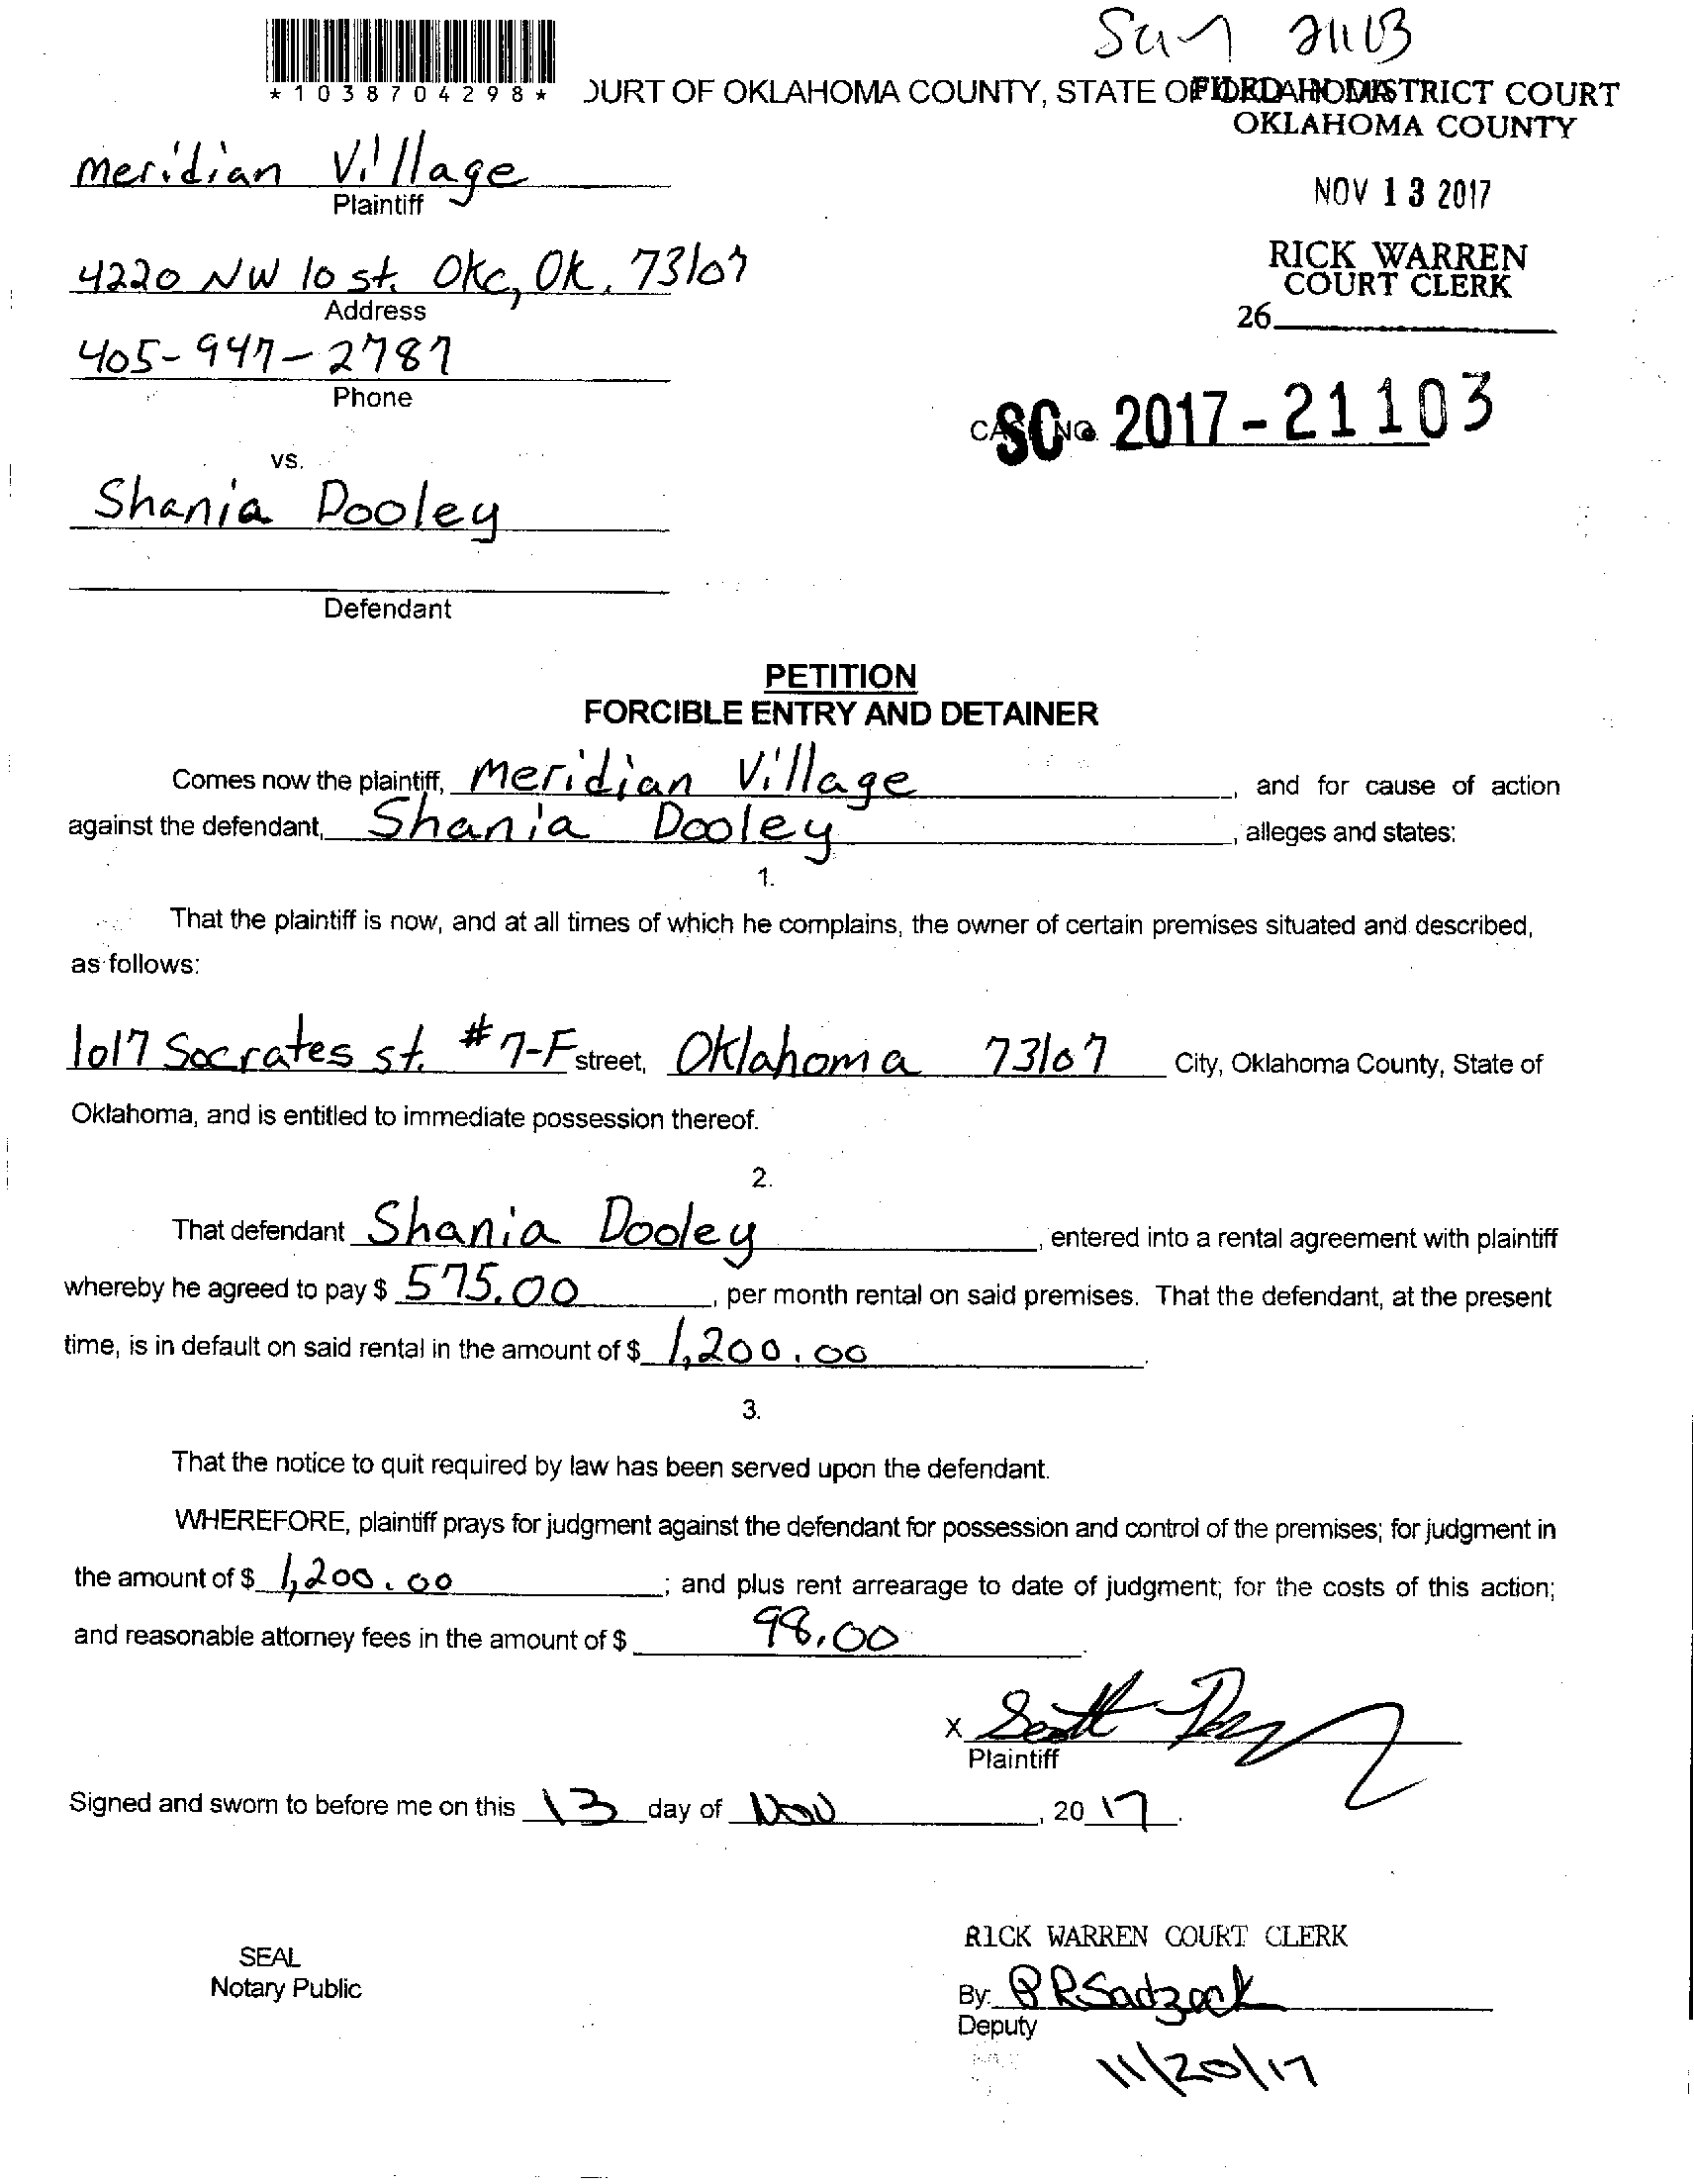 *1038704298*
OURT OF OKLAHOMA COUNTY, STATE OF OKLAHOMA
FILED IN DISTRICT COURT
OKLAHOMA COUNTY
meridian Village
Plaintiff
NOV 13 2017
4220 NW 10 st. Okc, Ok. 73107
Address
RICK WARREN
COURT CLERK
26
405-947-2787
Phone
CASE NO. SC 2017-21103
vs.
Shania Dooley
Defendant
PETITION
FORCIBLE ENTRY AND DETAINER
Comes now the plaintiff, Meridian Village, and for cause of action
against the defendant, Shania Dooley, alleges and states:
1.
That the plaintiff is now, and at all times of which he complains, the owner of certain premises situated and described,
as follows:
1017 Socrates st. #7-F street, Oklahoma 73107 City, Oklahoma County, State of
Oklahoma, and is entitled to immediate possession thereof.
2.
That defendant Shania Dooley, entered into a rental agreement with plaintiff
whereby he agreed to pay $ 575.00, per month rental on said premises. That the defendant, at the present
time, is in default on said rental in the amount of $ 1,200.00.
3.
That the notice to quit required by law has been served upon the defendant.
WHEREFORE, plaintiff prays for judgment against the defendant for possession and control of the premises; for judgment in
the amount of $ 1,200.00; and plus rent arrearage to date of judgment; for the costs of this action;
and reasonable attorney fees in the amount of $ 98.00.
X Scott
Plaintiff
Signed and sworn to before me on this 13 day of Nov, 20 17.
RICK WARREN COURT CLERK
SEAL
Notary Public
By:
Deputy
11/20/17